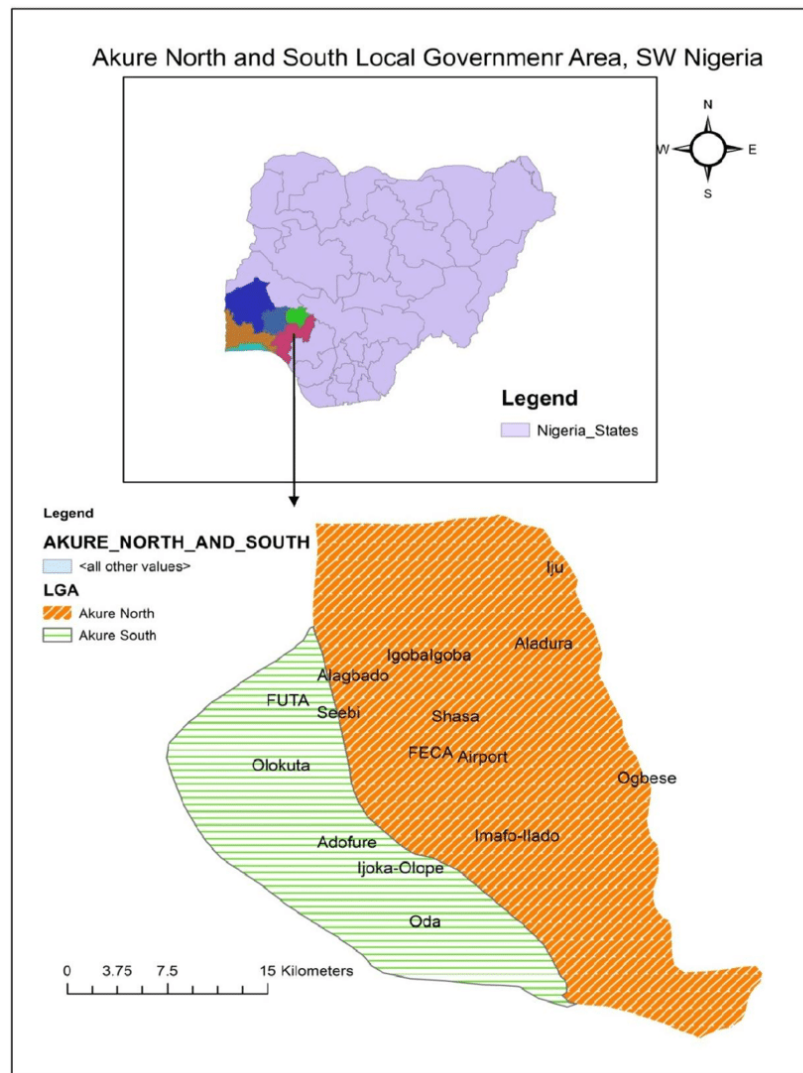 Akure North and South Local Governmenr Area, SW Nigeria
N
W E
S
Legend
Nigeria_States
Legend
AKURE_NORTH_AND_SOUTH
<all other values>
LGA
Akure North
Akure South
Iju
Aladura
IgobaIgoba
Alagbado
FUTA
Seebi
Shasa
FECA
Airport
Olokuta
Ogbese
Imafo-Ilado
Adofure
Ijoka-Olope
Oda
0 3.75 7.5 15 Kilometers